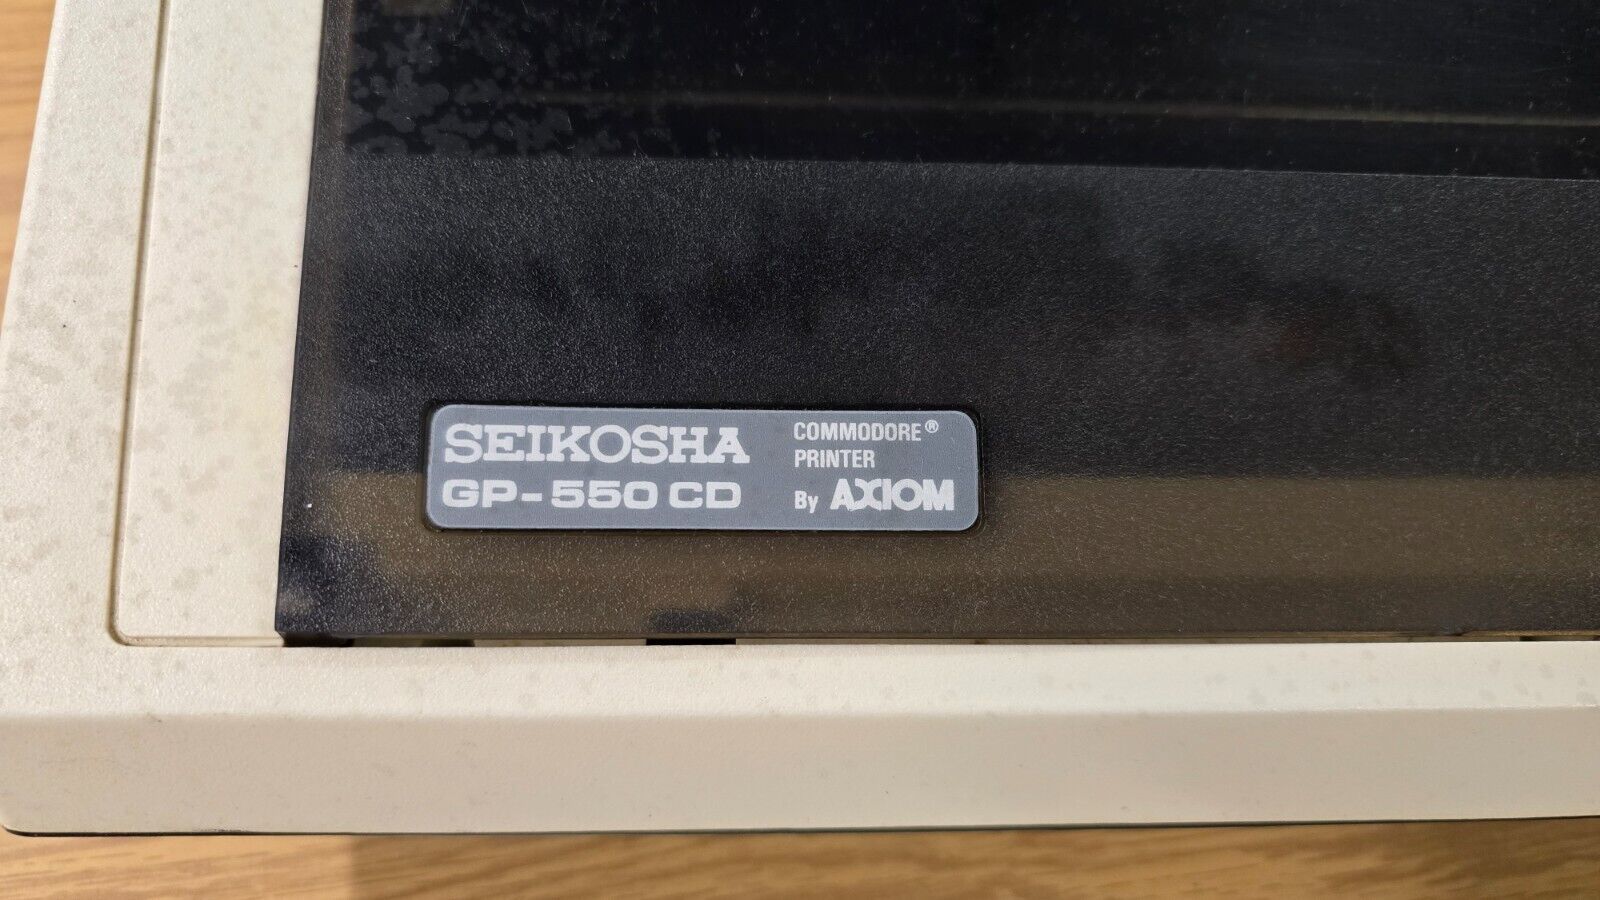 SEIKOSHA
GP-550 CD
COMMODORE®
PRINTER
By AXIOM